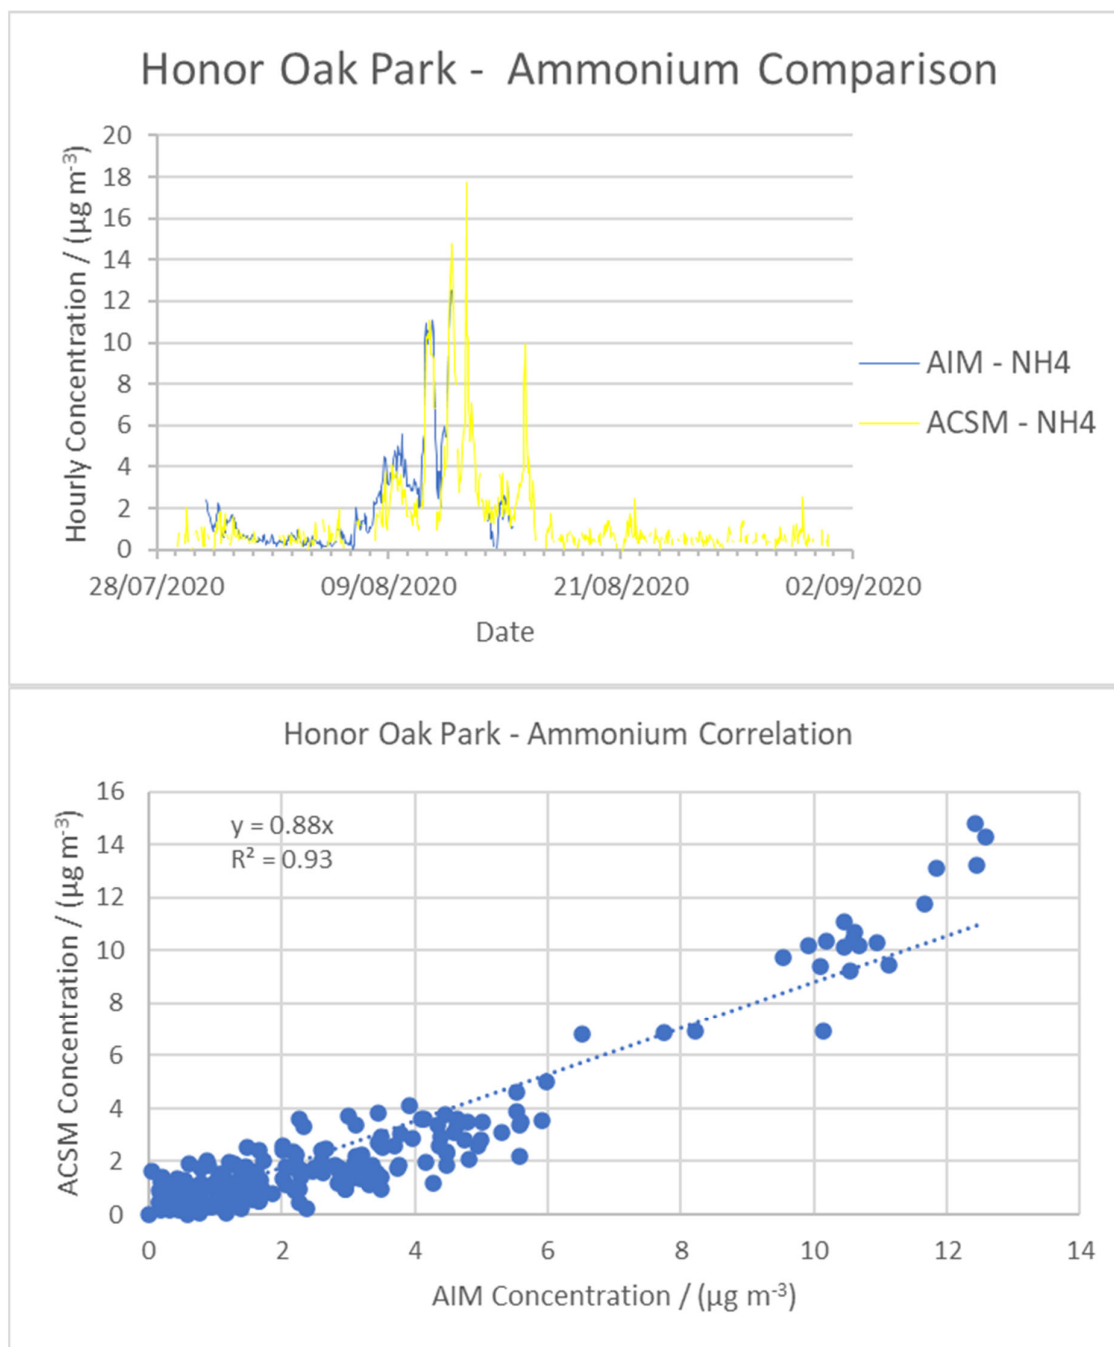 Honor Oak Park -  Ammonium Comparison
Hourly Concentration / (µg m⁻³)
20
18
16
14
12
10
8
6
4
2
0
28/07/2020 09/08/2020 21/08/2020 02/09/2020
Date
AIM - NH4
ACSM - NH4
Honor Oak Park - Ammonium Correlation
ACSM Concentration / (µg m⁻³)
16
14
12
10
8
6
4
2
0
y = 0.88x
R² = 0.93
0 2 4 6 8 10 12 14
AIM Concentration / (µg m⁻³)